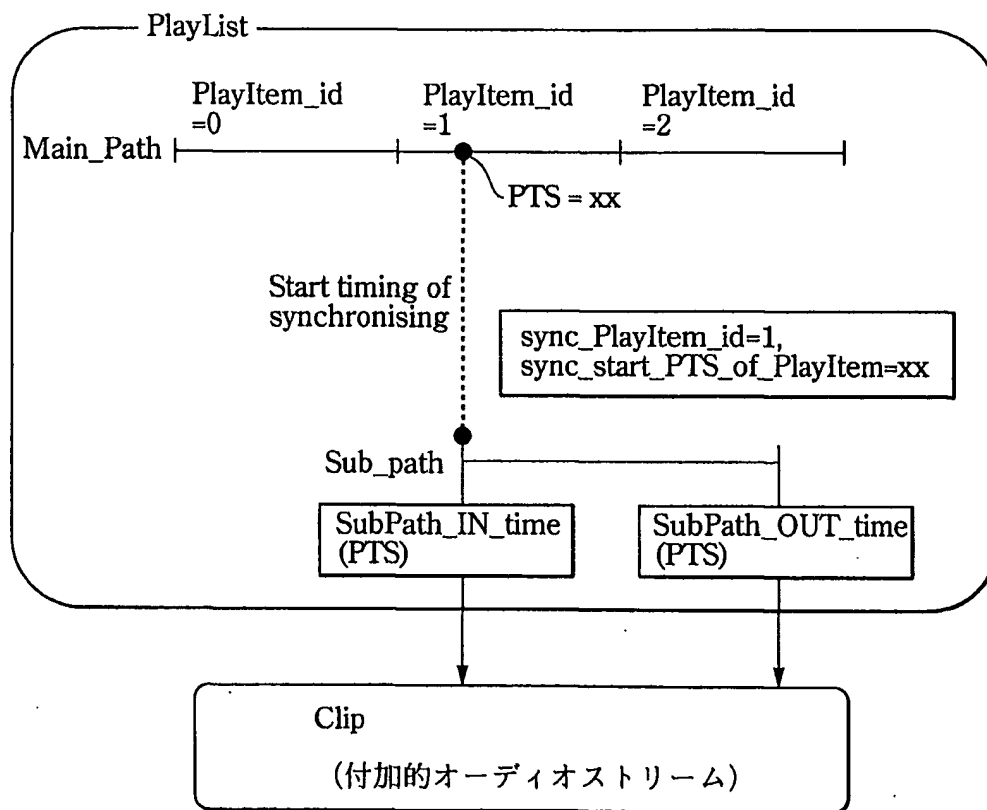 PlayList
PlayItem_id
=0
PlayItem_id
=1
PlayItem_id
=2
Main_Path
PTS = xx
Start timing of
synchronising
sync_PlayItem_id=1,
sync_start_PTS_of_PlayItem=xx
Sub_path
SubPath_IN_time
(PTS)
SubPath_OUT_time
(PTS)
Clip
(付加的オーディオストリーム)